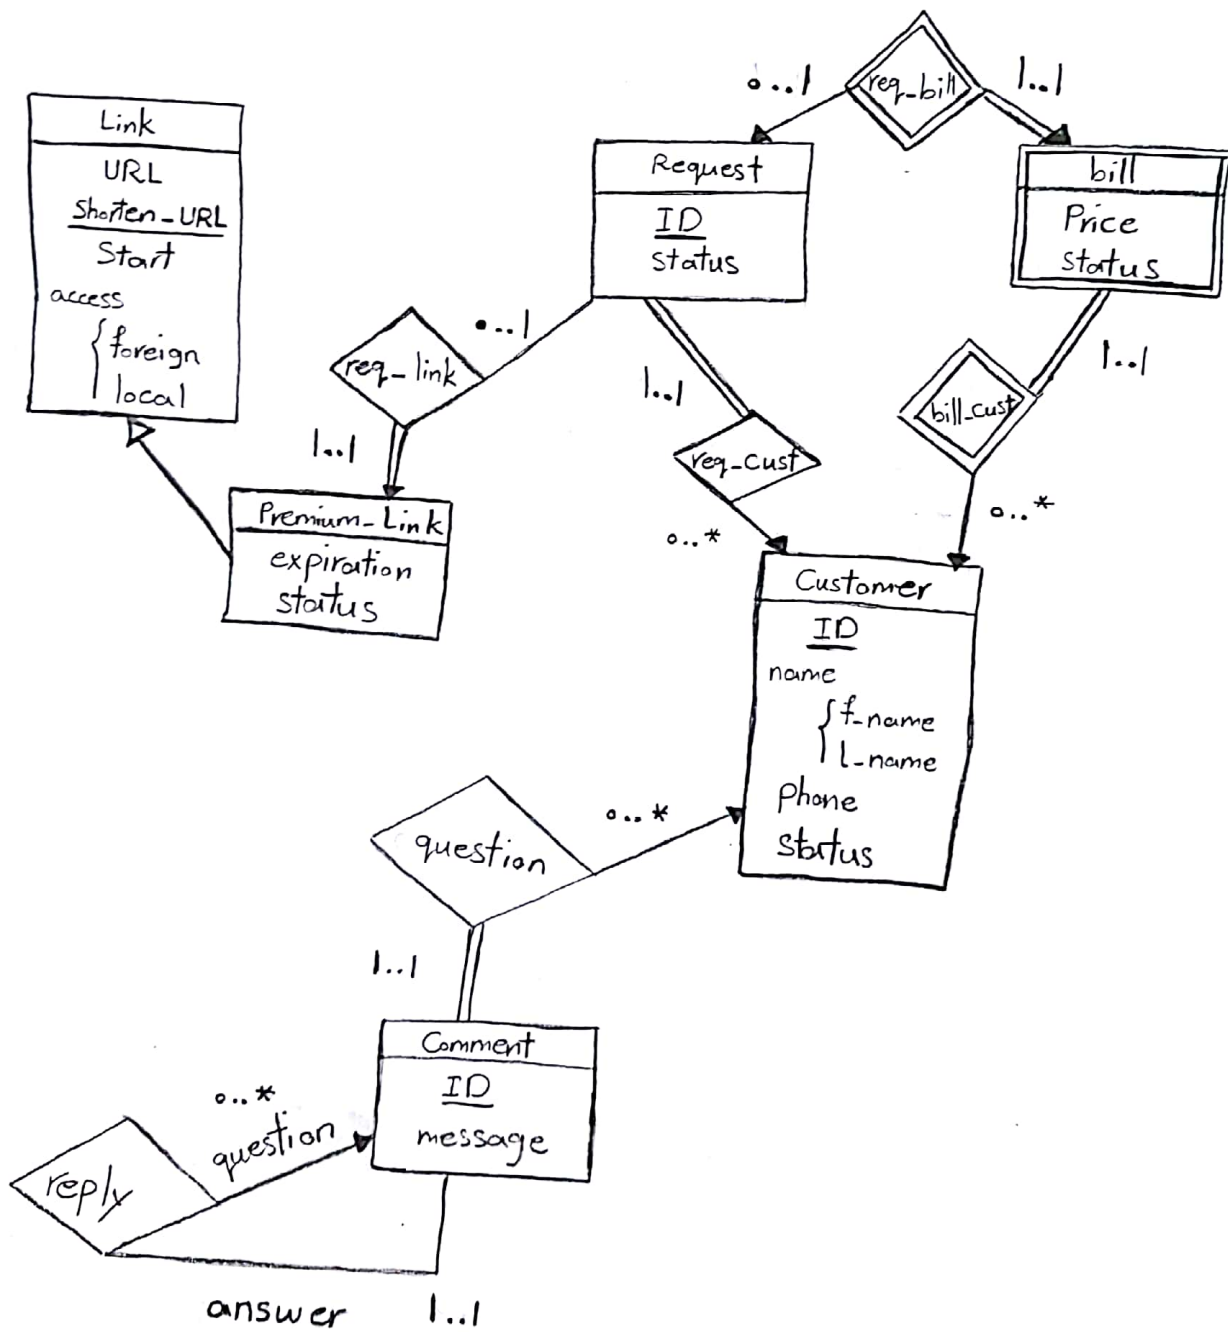 req_bill
0..1
1..1
Link
URL
Shorten_URL
Start
access
foreign
local
Request
ID
status
bill
Price
status
req_link
0..1
1..1
1..1
req_cust
0..*
1..1
bill_cust
0..*
Premium_Link
expiration
status
Customer
ID
name
f_name
l_name
phone
status
question
0..*
1..1
Comment
ID
message
reply
0..*
question
answer
1..1